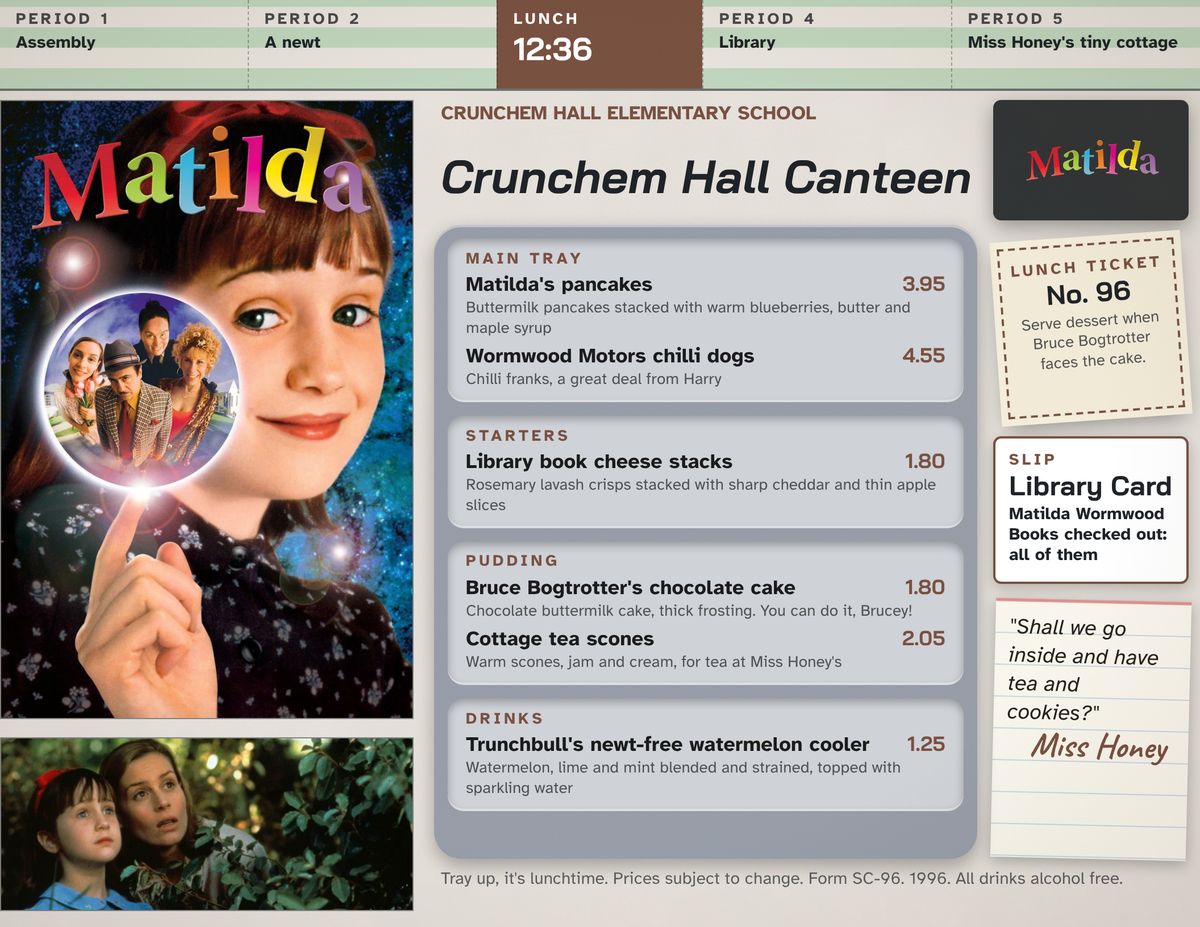 PERIOD 1
Assembly
PERIOD 2
A newt
LUNCH
12:36
PERIOD 4
Library
PERIOD 5
Miss Honey's tiny cottage
Matilda
CRUNCHEM HALL ELEMENTARY SCHOOL
Crunchem Hall Canteen
MAIN TRAY
Matilda's pancakes 3.95
Buttermilk pancakes stacked with warm blueberries, butter and
maple syrup
Wormwood Motors chilli dogs 4.55
Chilli franks, a great deal from Harry
STARTERS
Library book cheese stacks 1.80
Rosemary lavash crisps stacked with sharp cheddar and thin apple
slices
PUDDING
Bruce Bogtrotter's chocolate cake 1.80
Chocolate buttermilk cake, thick frosting. You can do it, Brucey!
Cottage tea scones 2.05
Warm scones, jam and cream, for tea at Miss Honey's
DRINKS
Trunchbull's newt-free watermelon cooler 1.25
Watermelon, lime and mint blended and strained, topped with
sparkling water
Tray up, it's lunchtime. Prices subject to change. Form SC-96. 1996. All drinks alcohol free.
Matilda
LUNCH TICKET
No. 96
Serve dessert when
Bruce Bogtrotter
faces the cake.
SLIP
Library Card
Matilda Wormwood
Books checked out:
all of them
"Shall we go
inside and have
tea and
cookies?"
Miss Honey